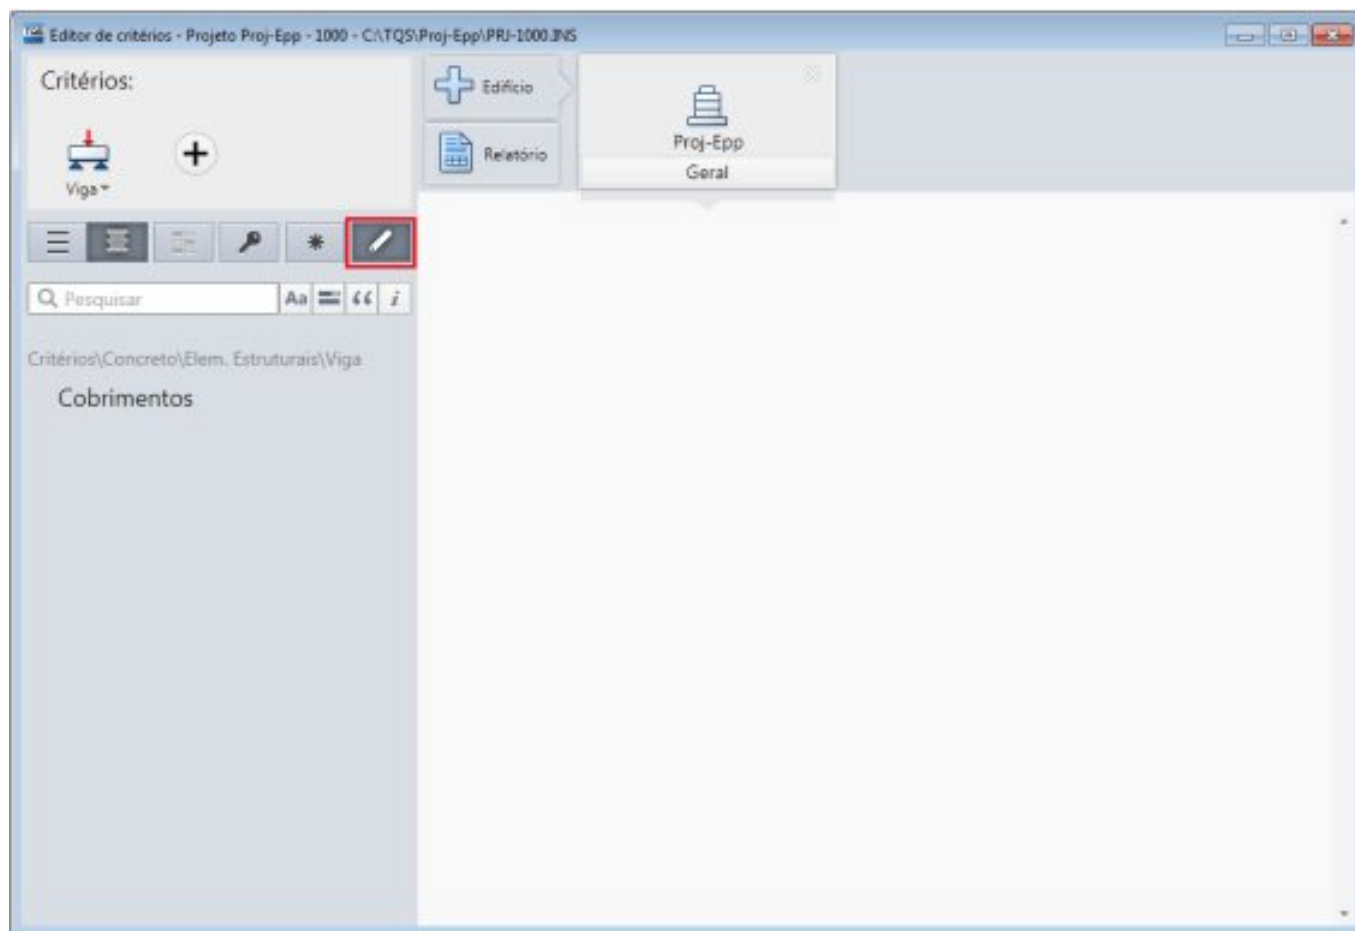 Editor de critérios - Projeto Proj-Epp - 1000 - C:\TQS\Proj-Epp\PRJ-1000.INS
Critérios:
Viga
Edifício
Relatório
Proj-Epp
Geral
Pesquisar
Aa
i
Critérios\Concreto\Elem. Estruturais\Viga
Cobrimentos